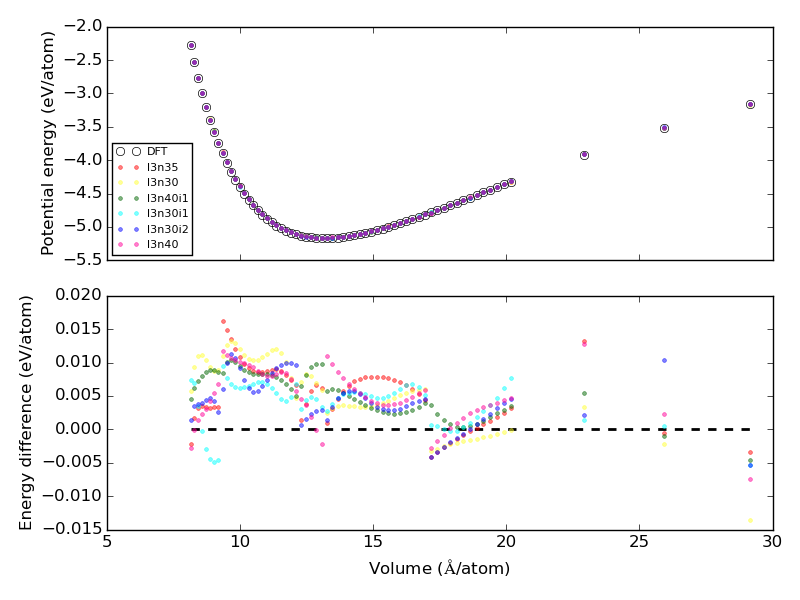 −2.0
−2.5
−3.0
−3.5
−4.0
−4.5
−5.0
−5.5
Potential energy (eV/atom)
DFT
l3n35
l3n30
l3n40i1
l3n30i1
l3n30i2
l3n40
0.020
0.015
0.010
0.005
0.000
−0.005
−0.010
−0.015
Energy difference (eV/atom)
5 10 15 20 25 30
Volume (Å/atom)